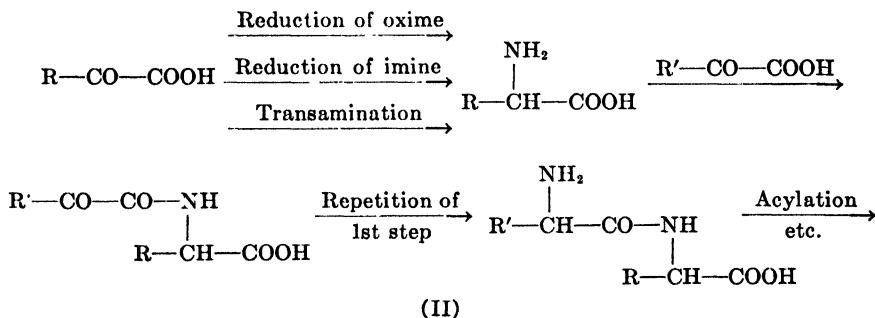 Reduction of oxime
R—CO—COOH Reduction of imine NH₂ R′—CO—COOH
Transamination R—CH—COOH
R·—CO—CO—NH Repetition of NH₂ Acylation
R—CH—COOH 1st step R′—CH—CO—NH etc.
R—CH—COOH
(II)